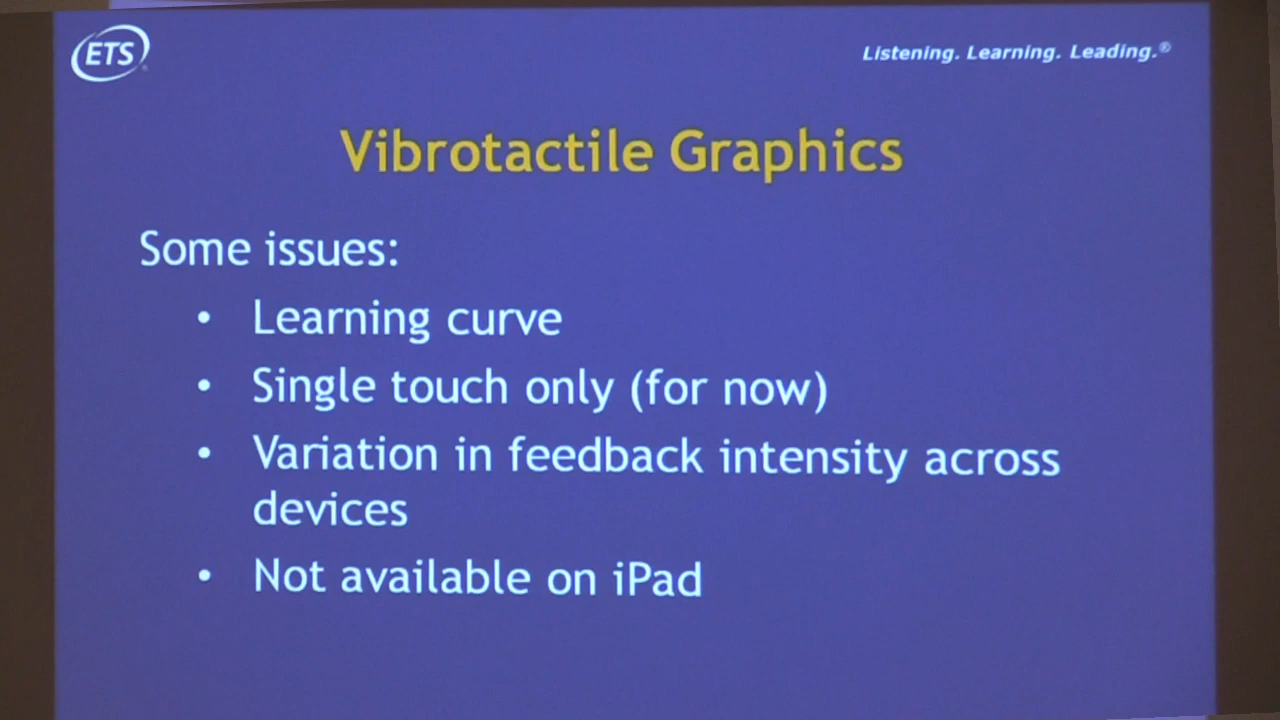 ETS
Listening. Learning. Leading.®
Vibrotactile Graphics
Some issues:
• Learning curve
• Single touch only (for now)
• Variation in feedback intensity across
devices
• Not available on iPad